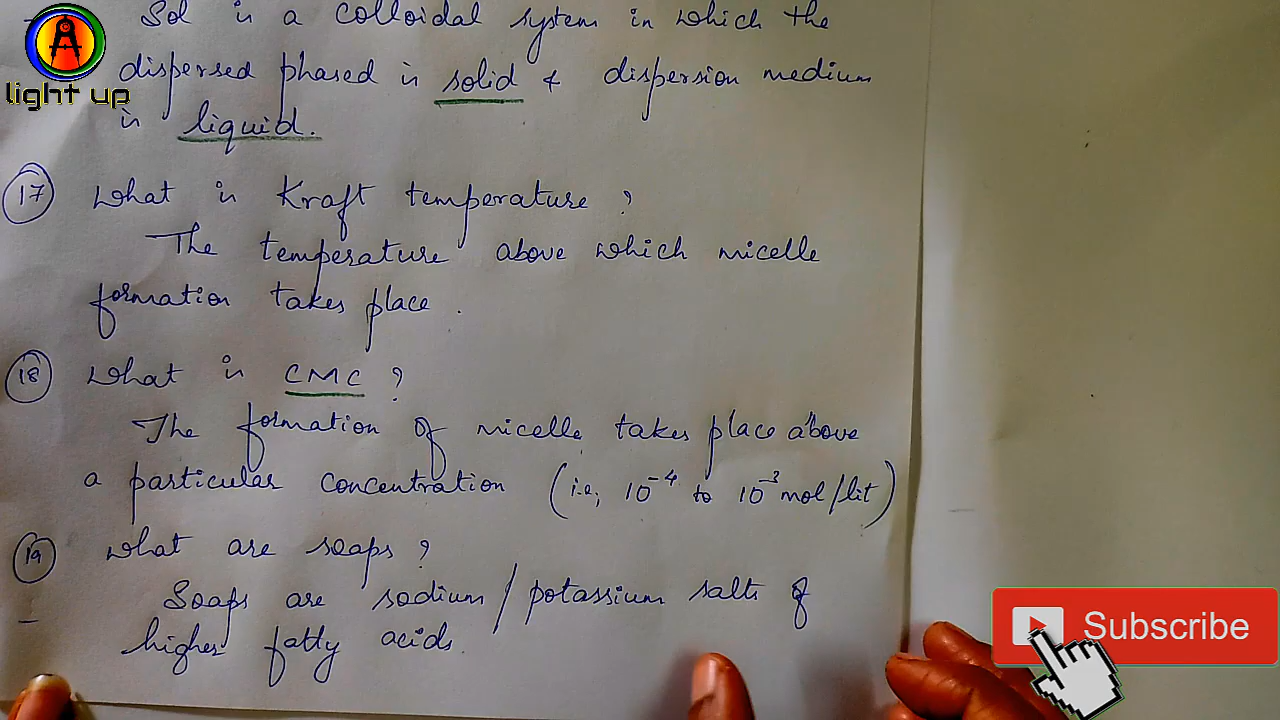 Sol is a colloidal system in which the
dispersed phased is solid & dispersion medium
is liquid.
light up
17 What is Kraft temperature ?
The temperature above which micelle
formation takes place .
18 What is CMC ?
The formation of micelle takes place above
a particular concentration (i.e, 10⁻⁴ to 10⁻³ mol/lit)
19 What are soaps ?
Soaps are sodium / potassium salts of
higher fatty acids.
Subscribe